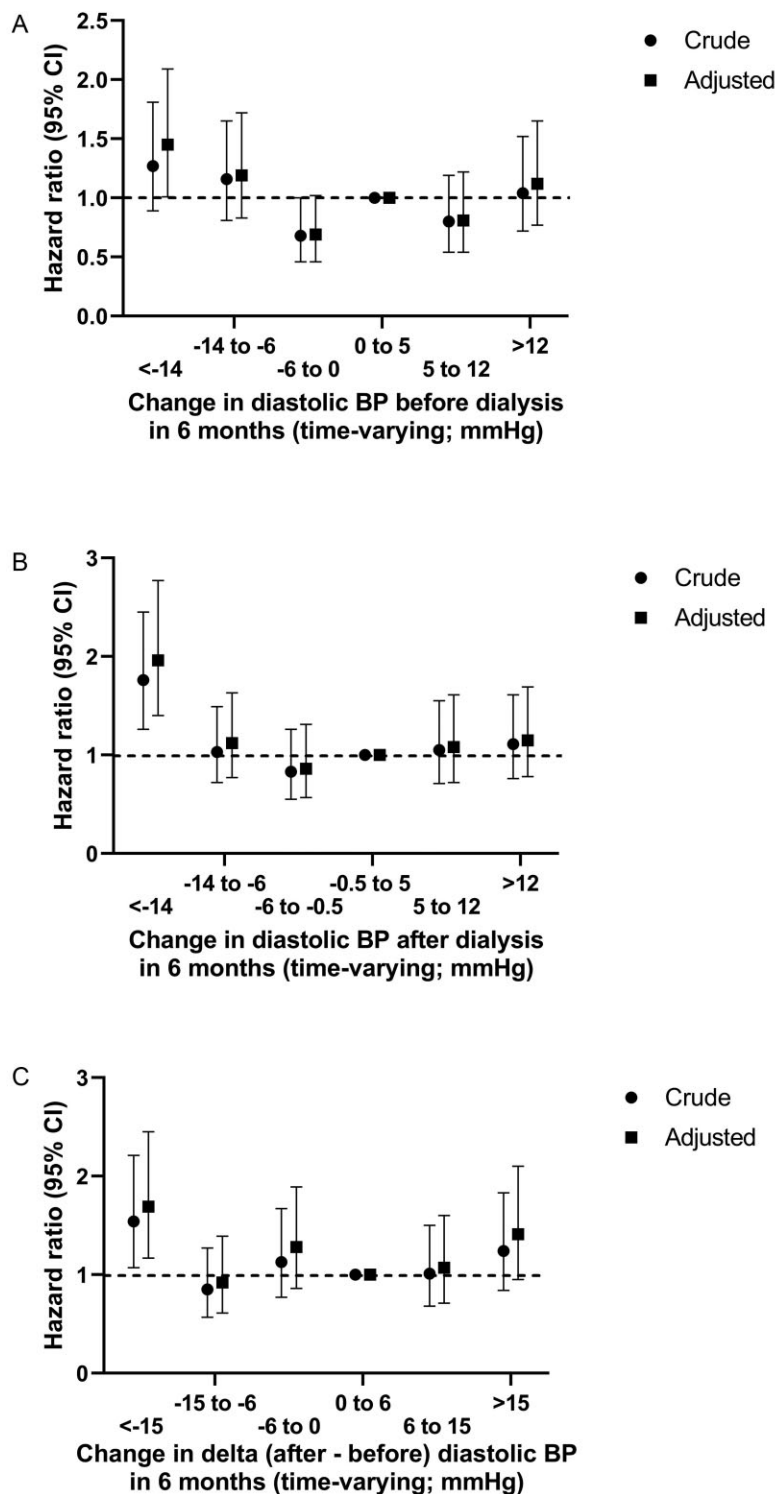 A
2.5
2.0
1.5
1.0
0.5
0.0
Hazard ratio (95% CI)
Crude
Adjusted
-14 to -6
0 to 5
>12
<-14
-6 to 0
5 to 12
Change in diastolic BP before dialysis
in 6 months (time-varying; mmHg)
B
3
2
1
0
Hazard ratio (95% CI)
Crude
Adjusted
-14 to -6
-0.5 to 5
>12
<-14
-6 to -0.5
5 to 12
Change in diastolic BP after dialysis
in 6 months (time-varying; mmHg)
C
3
2
1
0
Hazard ratio (95% CI)
Crude
Adjusted
-15 to -6
0 to 6
>15
<-15
-6 to 0
6 to 15
Change in delta (after - before) diastolic BP
in 6 months (time-varying; mmHg)